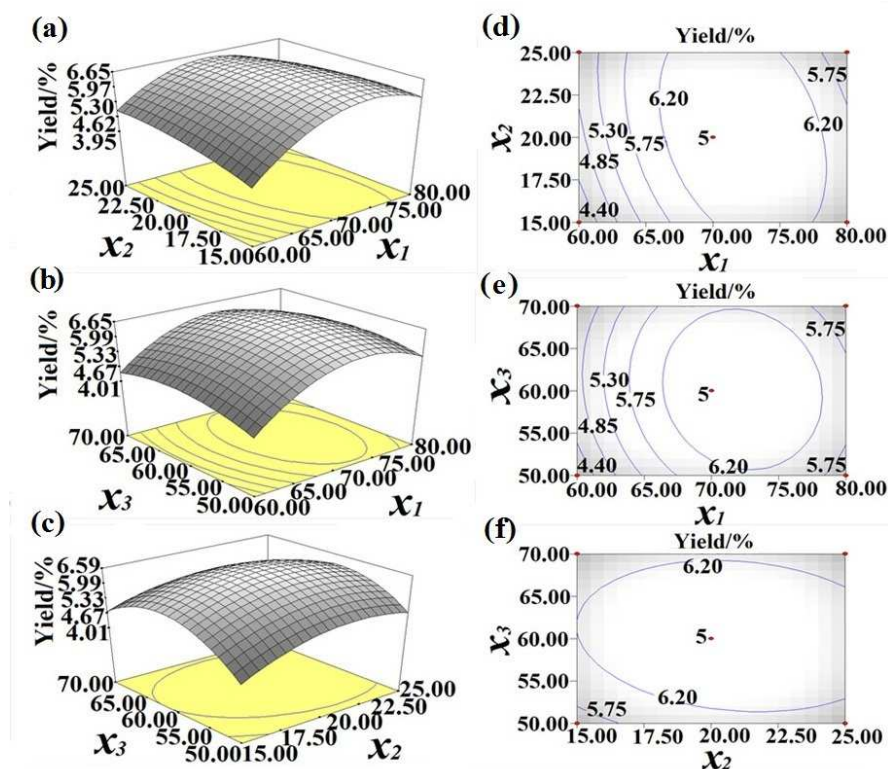 (a)
Yield/%
6.65
5.97
5.30
4.62
3.95
25.00
22.50
20.00
17.50
15.00
60.00
65.00
70.00
75.00
80.00
x2
x1
(b)
Yield/%
6.65
5.99
5.33
4.67
4.01
70.00
65.00
60.00
55.00
50.00
60.00
65.00
70.00
75.00
80.00
x3
x1
(c)
Yield/%
6.59
5.99
5.33
4.67
4.01
70.00
65.00
60.00
55.00
50.00
15.00
17.50
20.00
22.50
25.00
x3
x2
(d)
Yield/%
25.00
22.50
20.00
17.50
15.00
x2
5.75
6.20
5.30
5.75
5
6.20
4.85
4.40
60.00 65.00 70.00 75.00 80.00
x1
(e)
Yield/%
70.00
65.00
60.00
55.00
50.00
x3
5.75
5.30
5.75
5
4.85
4.40
6.20
5.75
60.00 65.00 70.00 75.00 80.00
x1
(f)
Yield/%
70.00
65.00
60.00
55.00
50.00
x3
6.20
5
6.20
5.75
15.00 17.50 20.00 22.50 25.00
x2